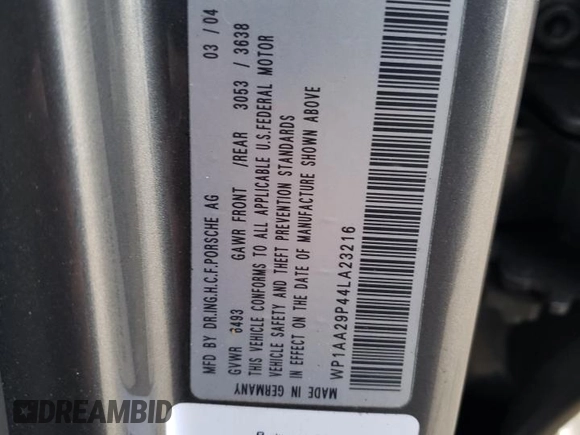 MFD BY DR.ING.H.C.F.PORSCHE AG 03 / 04
GVWR 6493 GAWR FRONT /REAR 3053 / 3638
THIS VEHICLE CONFORMS TO ALL APPLICABLE U.S.FEDERAL MOTOR
VEHICLE SAFETY AND THEFT PREVENTION STANDARDS
IN EFFECT ON THE DATE OF MANUFACTURE SHOWN ABOVE
MADE IN GERMANY WP1AA29P44LA23216
DREAMBID